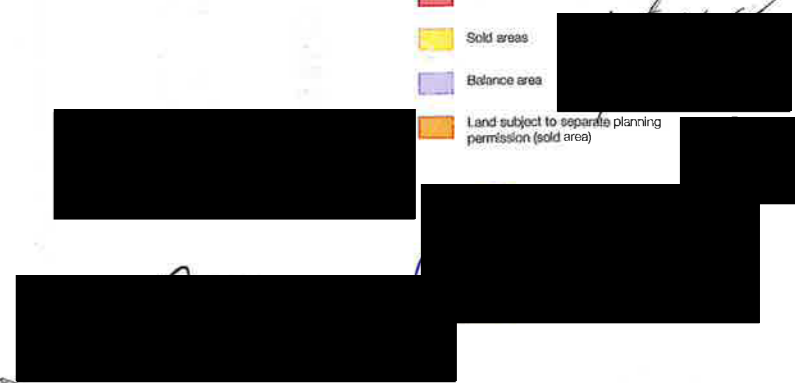 Sold areas
Balance area
Land subject to separate planning
permission (sold area)